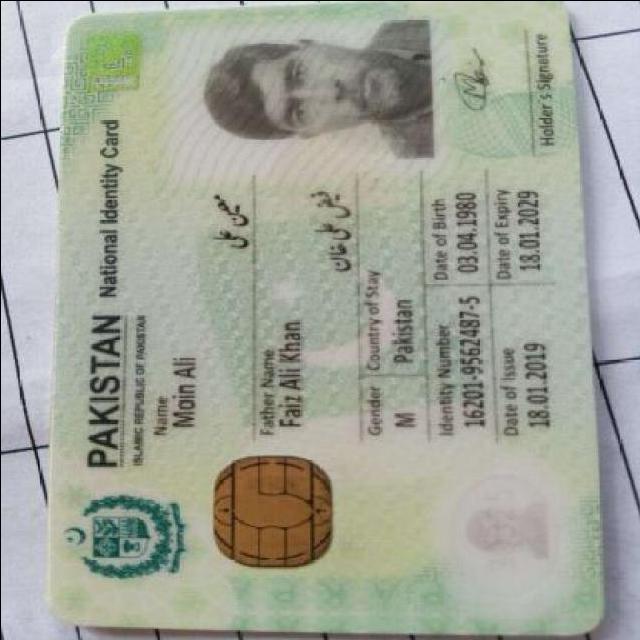 PAKISTAN National Identity Card
ISLAMIC REPUBLIC OF PAKISTAN
Name
Moin Ali
معین علی
Father Name
Faiz Ali Khan
فیض علی خان
Gender
Country of Stay
M
Pakistan
Identity Number
Date of Birth
16201-9562487-5
03.04.1980
Date of Issue
Date of Expiry
18.01.2019
18.01.2029
Holder's Signature